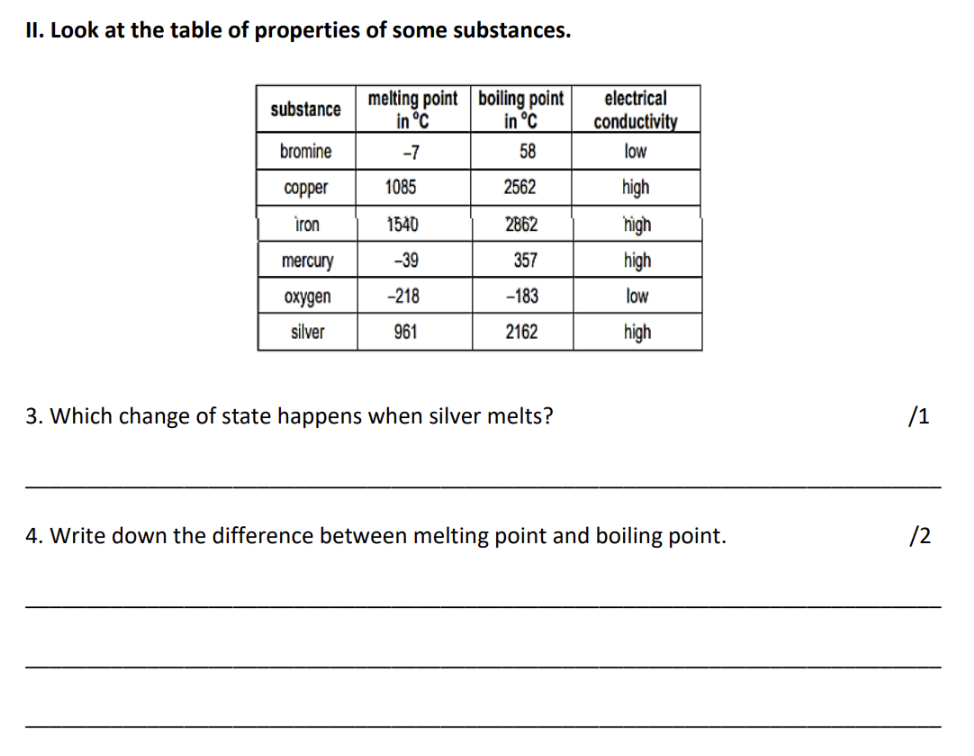 II. Look at the table of properties of some substances.
substance melting point in °C boiling point in °C electrical conductivity
bromine –7 58 low
copper 1085 2562 high
iron 1540 2862 high
mercury –39 357 high
oxygen –218 –183 low
silver 961 2162 high
3. Which change of state happens when silver melts? /1
4. Write down the difference between melting point and boiling point. /2